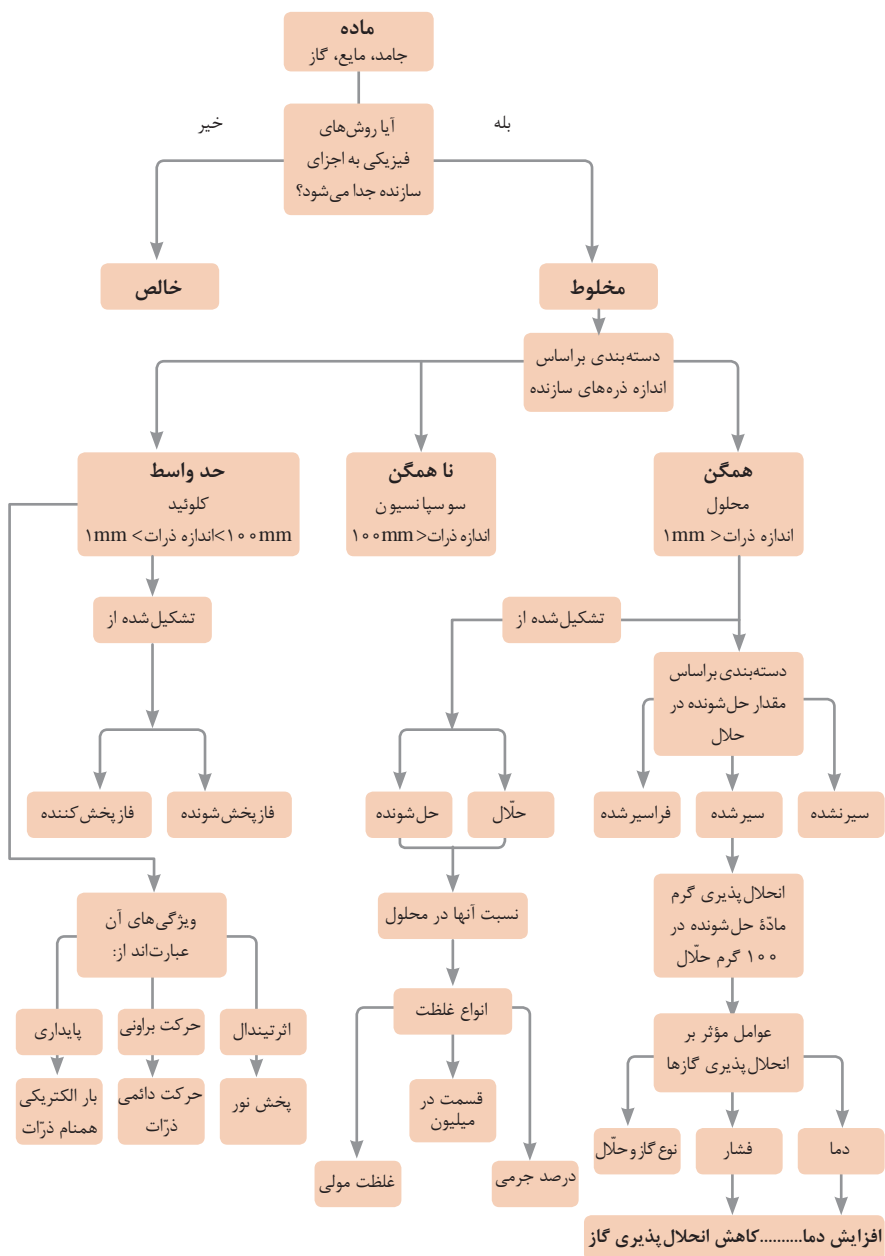 ماده
جامد، مایع، گاز
آیا روش‌های
فیزیکی به اجزای
سازنده جدا می‌شود؟
بله
خیر
مخلوط
خالص
دسته‌بندی براساس
اندازه ذره‌های سازنده
همگن
محلول
اندازه ذرات< ۱mm
نا همگن
سوسپانسیون
اندازه ذرات<۱۰۰mm
حد واسط
کلوئید
۱mm <اندازه ذرات>۱۰۰mm
تشکیل‌شده از
دسته‌بندی براساس
مقدار حل‌شونده در
حلال
سیرنشده
سیرشده
فراسیرشده
انحلال‌پذیری گرم
مادّهٔ حل‌شونده در
۱۰۰ گرم حلّال
عوامل مؤثر بر
انحلال‌پذیری گازها
دما
فشار
نوع گاز و حلّال
افزایش دما..........کاهش انحلال‌پذیری گاز
حلّال
حل‌شونده
نسبت آنها در محلول
انواع غلظت
درصد جرمی
قسمت در
میلیون
غلظت مولی
تشکیل‌شده از
فاز پخش‌شونده
فاز پخش‌کننده
ویژگی‌های آن
عبارت‌اند از:
اثر تیندال
حرکت براونی
پایداری
پخش نور
حرکت دائمی
ذرّات
بار الکتریکی
همنام ذرّات